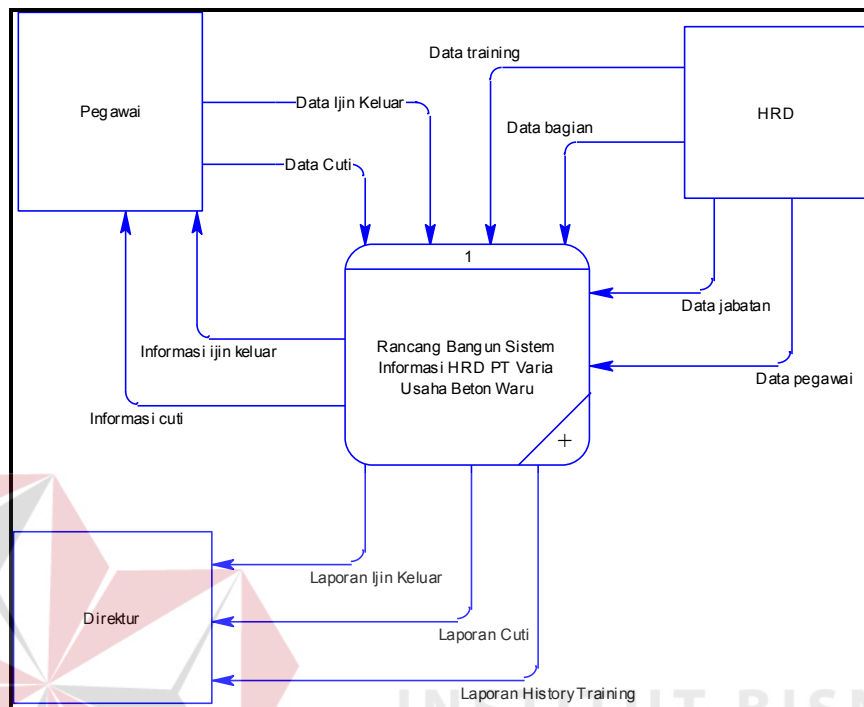 Pegawai
Data Ijin Keluar
Data Cuti
Data training
Data bagian
HRD
1
Rancang Bangun Sistem
Informasi HRD PT Varia
Usaha Beton Waru
+
Data jabatan
Data pegawai
Informasi ijin keluar
Informasi cuti
Direktur
Laporan Ijin Keluar
Laporan Cuti
Laporan History Training